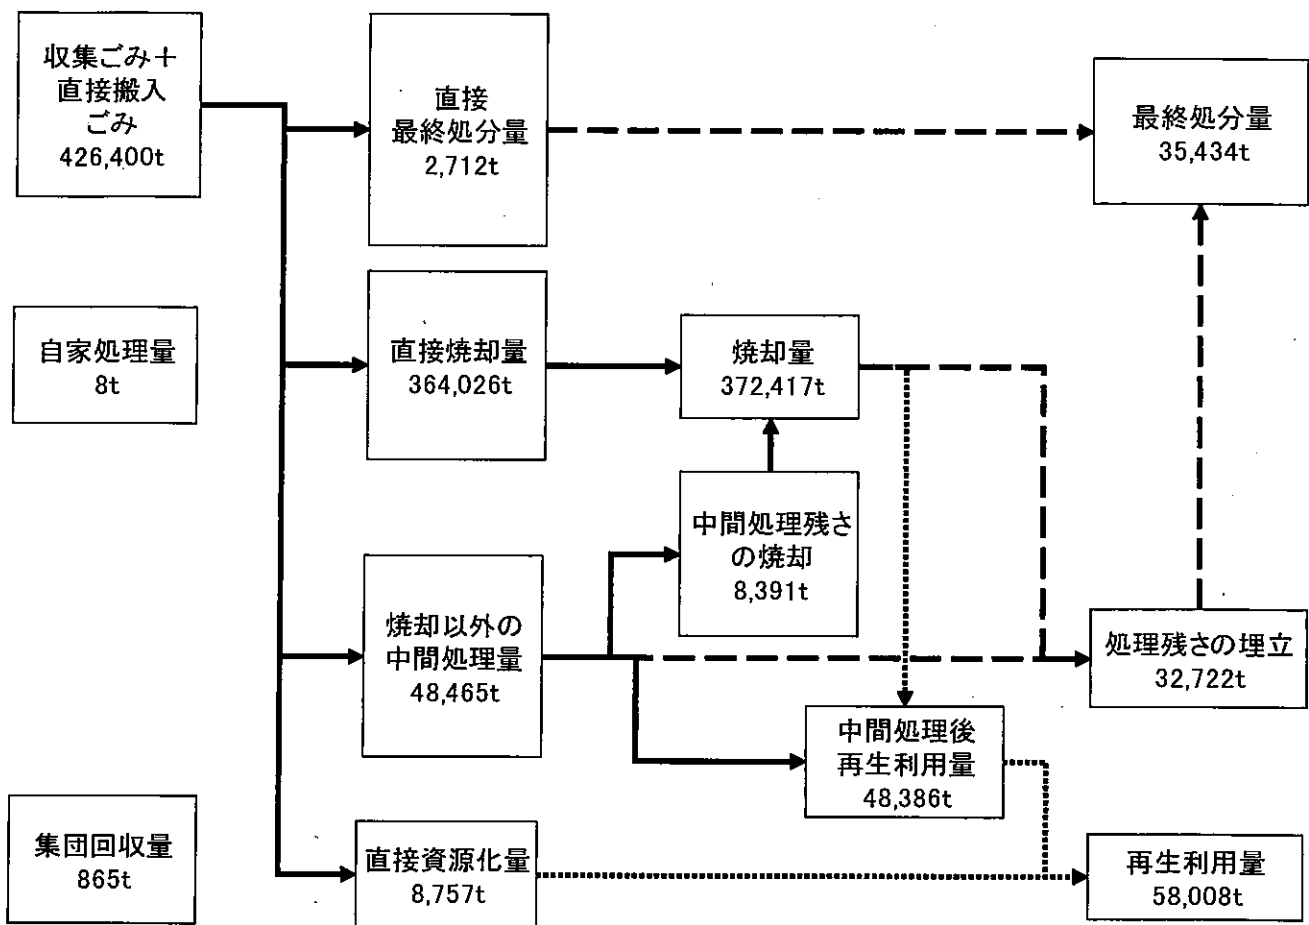 収集ごみ＋
直接搬入
ごみ
426,400t
直接
最終処分量
2,712t
最終処分量
35,434t
自家処理量
8t
直接焼却量
364,026t
焼却量
372,417t
中間処理残さ
の焼却
8,391t
焼却以外の
中間処理量
48,465t
処理残さの埋立
32,722t
中間処理後
再生利用量
48,386t
集団回収量
865t
直接資源化量
8,757t
再生利用量
58,008t